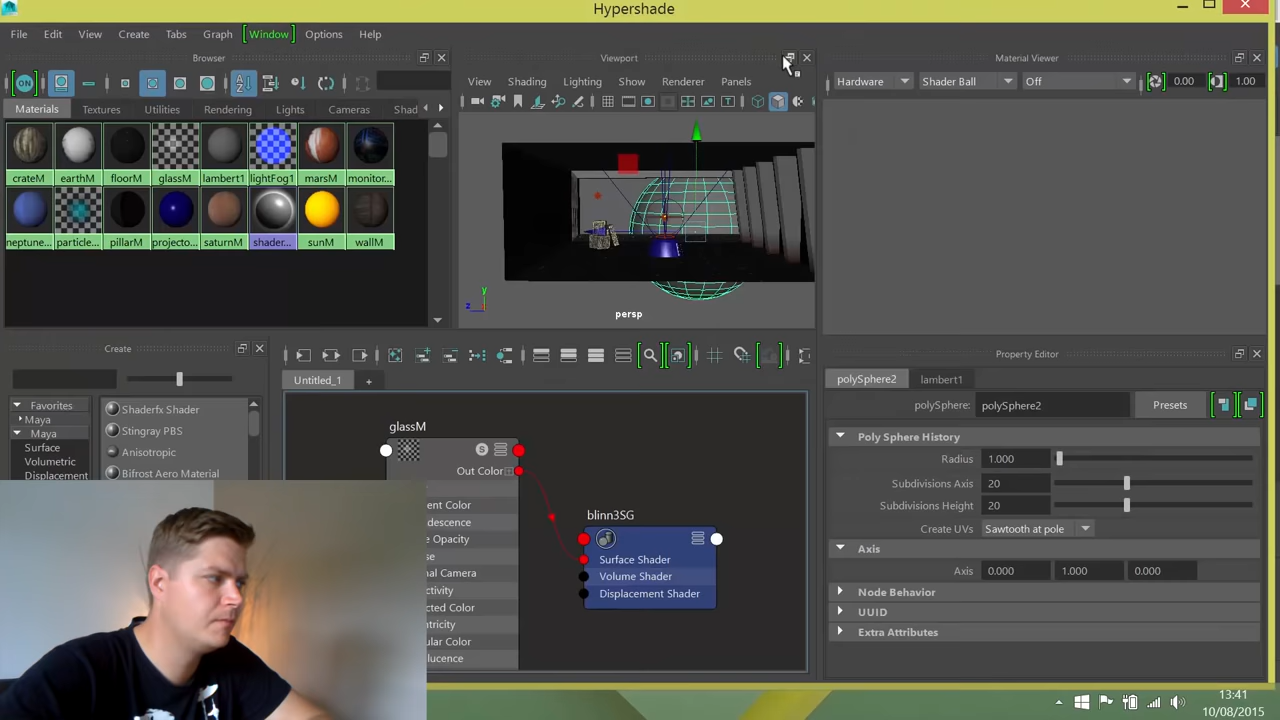 Hypershade
File Edit View Create Tabs Graph [Window] Options Help
Browser
ON
Materials Textures Utilities Rendering Lights Cameras Shad
crateM earthM floorM glassM lambert1 lightFog1 marsM monitor...
neptune... particle... pillarM projecto... saturnM shader... sunM wallM
Viewport
View Shading Lighting Show Renderer Panels
y
z
persp
Material Viewer
Hardware Shader Ball Off 0.00 1.00
Create
Favorites
Maya
Maya
Surface
Volumetric
Displacement
Shaderfx Shader
Stingray PBS
Anisotropic
Bifrost Aero Material
Untitled_1 +
glassM
S
Out Color
ent Color
descence
e Opacity
se
nal Camera
ctivity
cted Color
ntricity
ular Color
lucence
blinn3SG
Surface Shader
Volume Shader
Displacement Shader
Property Editor
polySphere2 lambert1
polySphere: polySphere2 Presets
Poly Sphere History
Radius 1.000
Subdivisions Axis 20
Subdivisions Height 20
Create UVs Sawtooth at pole
Axis
Axis 0.000 1.000 0.000
Node Behavior
UUID
Extra Attributes
13:41
10/08/2015